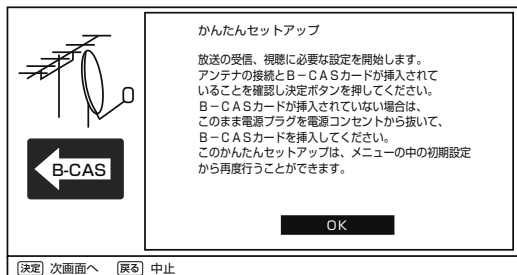 かんたんセットアップ
放送の受信、視聴に必要な設定を開始します。
アンテナの接続とB－CASカードが挿入されて
いることを確認し決定ボタンを押してください。
B－CASカードが挿入されていない場合は、
このまま電源プラグを電源コンセントから抜いて、
B－CASカードを挿入してください。
このかんたんセットアップは、メニューの中の初期設定
から再度行うことができます。
B-CAS
OK
決定 次画面へ 戻る 中止